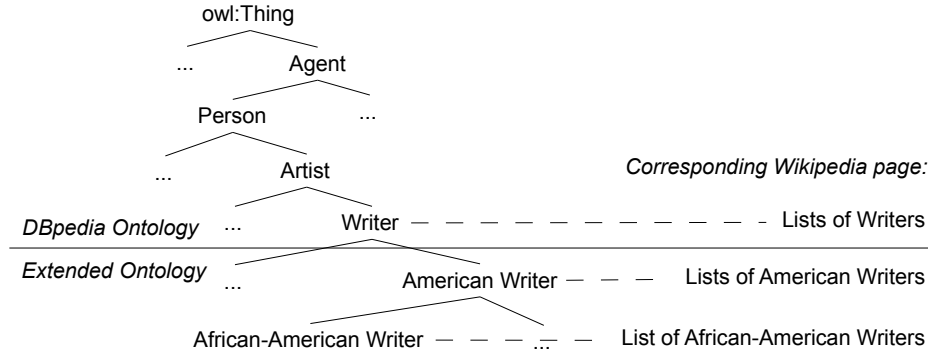 owl:Thing
... Agent
Person ...
... Artist Corresponding Wikipedia page:
DBpedia Ontology ... Writer Lists of Writers
Extended Ontology ... American Writer Lists of American Writers
African-American Writer ... List of African-American Writers